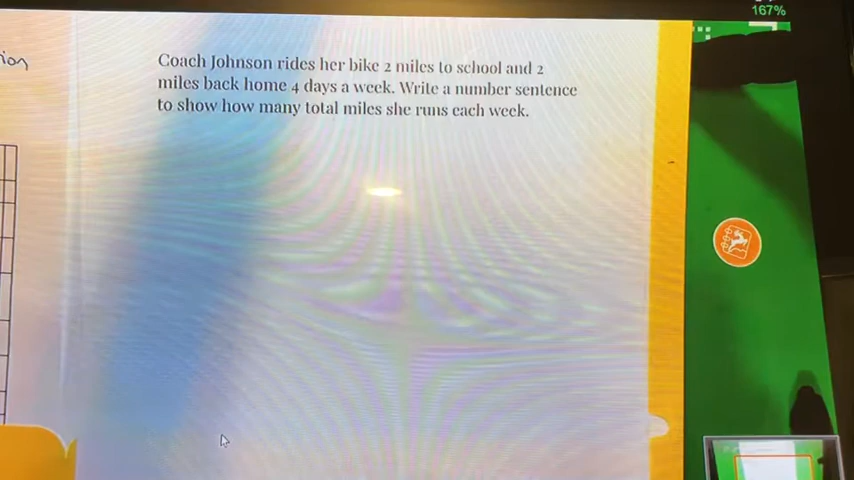 167%
ion
Coach Johnson rides her bike 2 miles to school and 2
miles back home 4 days a week. Write a number sentence
to show how many total miles she runs each week.